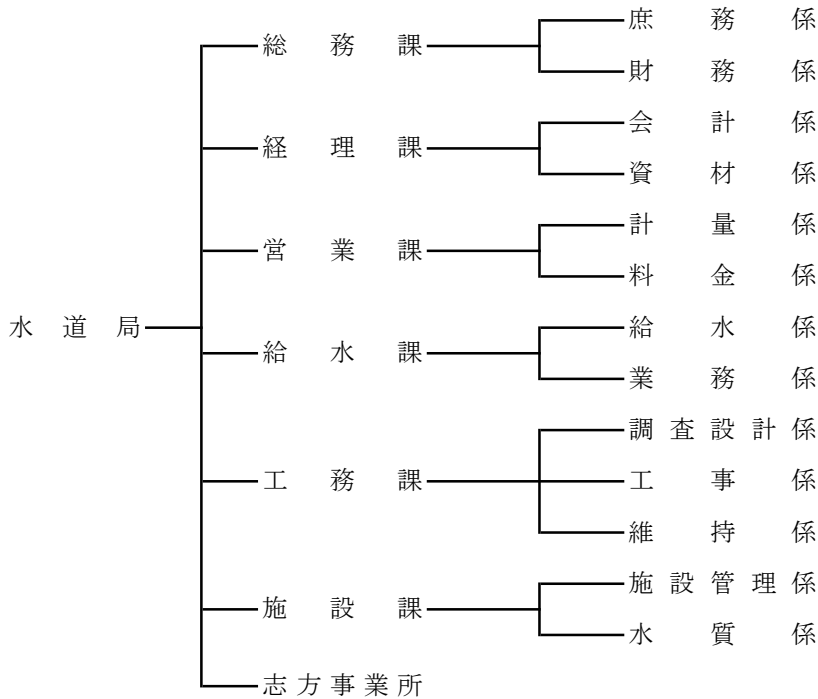 庶務係
総務課
財務係
会計係
経理課
資材係
計量係
営業課
料金係
水道局
給水係
給水課
業務係
調査設計係
工務課
工事係
維持係
施設管理係
施設課
水質係
志方事業所